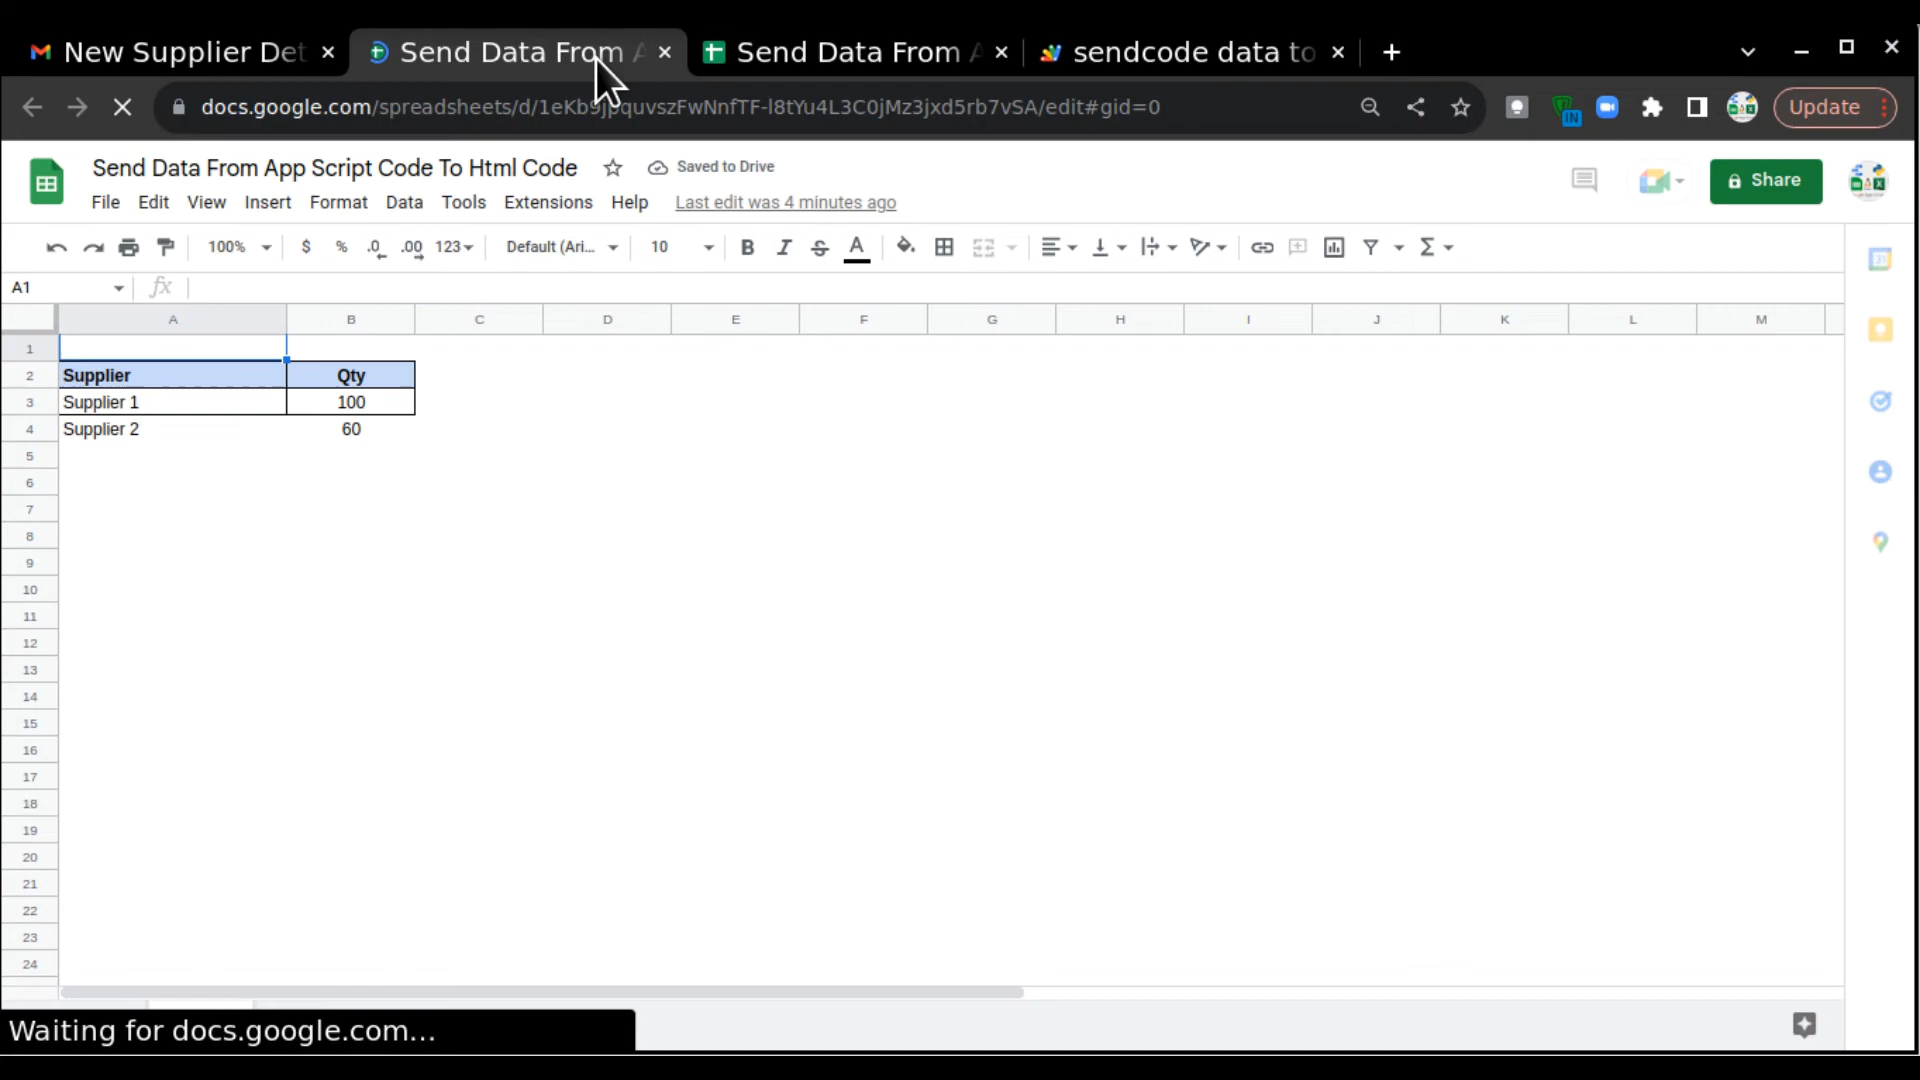 New Supplier Det
Send Data From A
Send Data From A
sendcode data to
docs.google.com/spreadsheets/d/1eKb9jpquvszFwNnfTF-l8tYu4L3C0jMz3jxd5rb7vSA/edit#gid=0
IN
Update
Send Data From App Script Code To Html Code
Saved to Drive
File Edit View Insert Format Data Tools Extensions Help Last edit was 4 minutes ago
Share
100% $ % .0 .00 123 Default (Ari... 10 B I S A Σ
A1 fx
A B C D E F G H I J K L M
1
2 Supplier Qty
3 Supplier 1 100
4 Supplier 2 60
5
6
7
8
9
10
11
12
13
14
15
16
17
18
19
20
21
22
23
24
Waiting for docs.google.com...